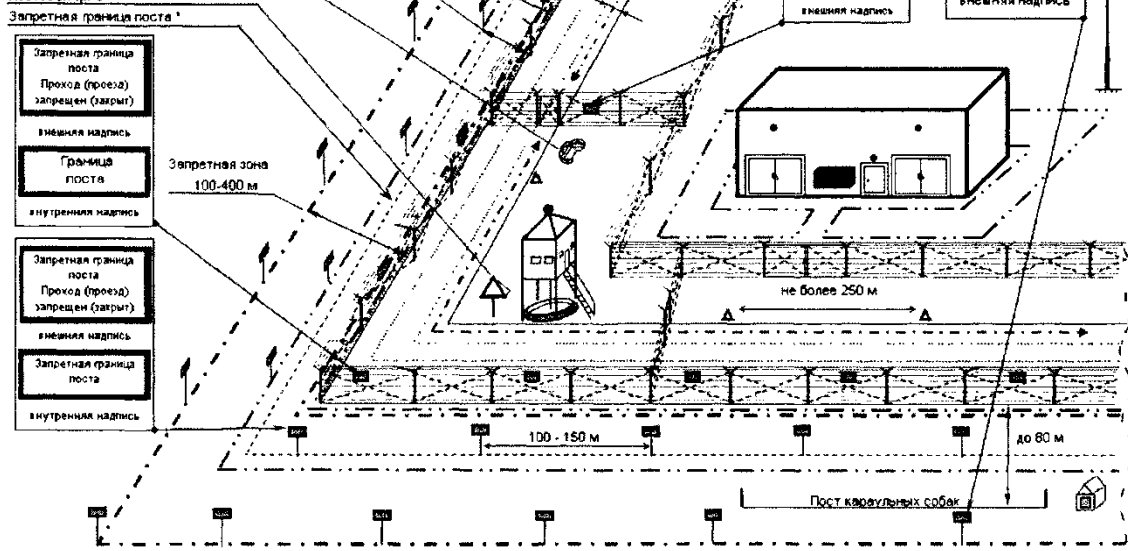 Запретная граница поста *
Запретная граница
поста
Проход (проезд)
запрещен (закрыт)
внешняя надпись
Граница
поста
внутренняя надпись
Запретная граница
поста
Проход (проезд)
запрещен (закрыт)
внешняя надпись
Запретная граница
поста
внутренняя надпись
Запретная зона
100-400 м
внешняя надпись
внешняя надпись
не более 250 м
100 - 150 м
до 80 м
Пост караульных собак